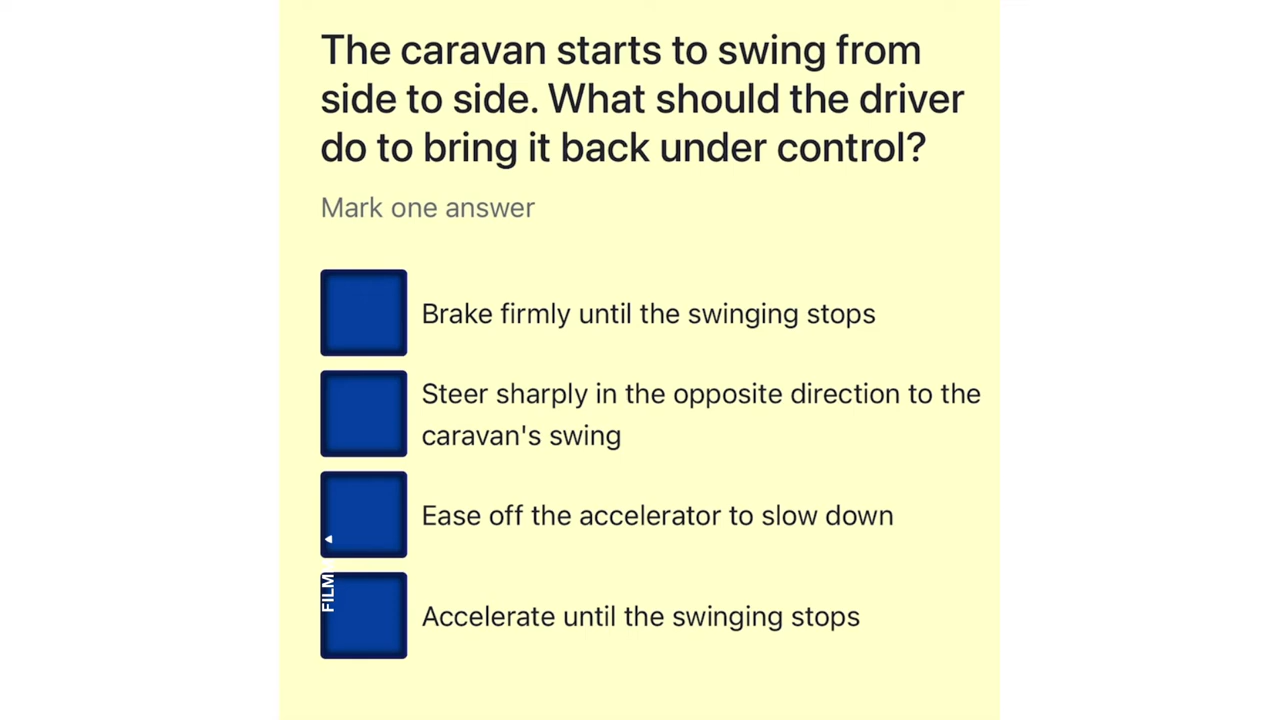 The caravan starts to swing from
side to side. What should the driver
do to bring it back under control?
Mark one answer
Brake firmly until the swinging stops
Steer sharply in the opposite direction to the
caravan's swing
Ease off the accelerator to slow down
Accelerate until the swinging stops
FILM